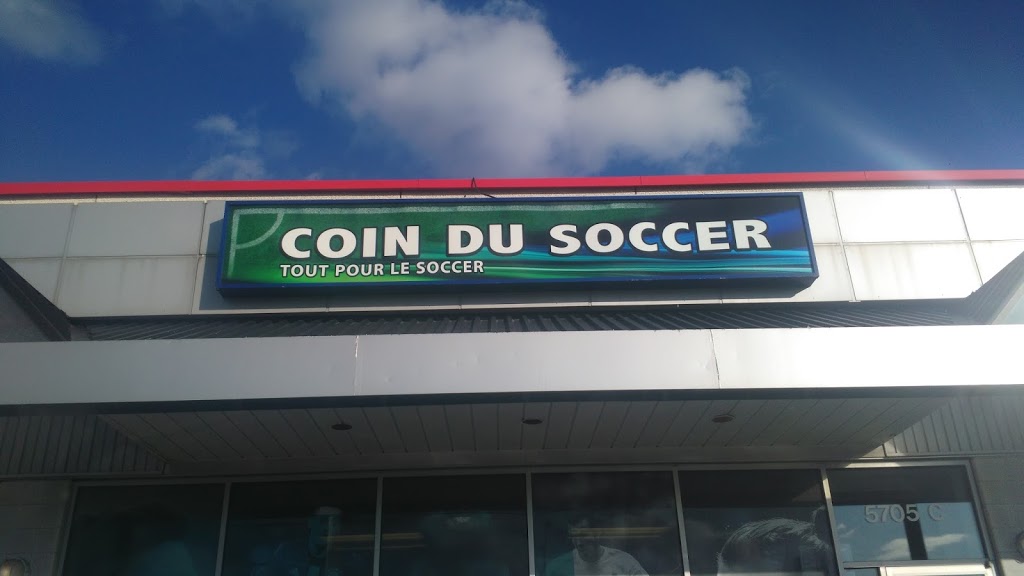 COIN DU SOCCER
TOUT POUR LE SOCCER
5705 C